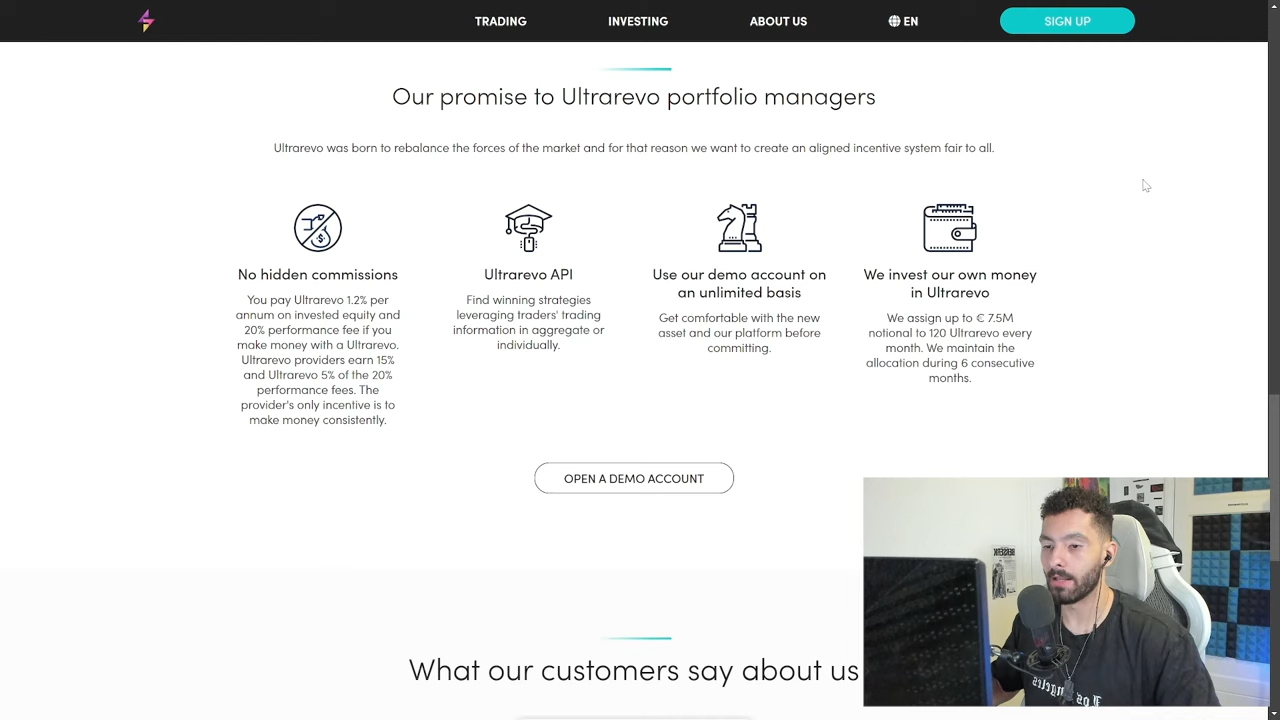 TRADING
INVESTING
ABOUT US
EN
SIGN UP
Our promise to Ultrarevo portfolio managers
Ultrarevo was born to rebalance the forces of the market and for that reason we want to create an aligned incentive system fair to all.
No hidden commissions
You pay Ultrarevo 1.2% per
annum on invested equity and
20% performance fee if you
make money with a Ultrarevo.
Ultrarevo providers earn 15%
and Ultrarevo 5% of the 20%
performance fees. The
provider's only incentive is to
make money consistently.
Ultrarevo API
Find winning strategies
leveraging traders' trading
information in aggregate or
individually.
Use our demo account on
an unlimited basis
Get comfortable with the new
asset and our platform before
committing.
We invest our own money
in Ultrarevo
We assign up to € 7.5M
notional to 120 Ultrarevo every
month. We maintain the
allocation during 6 consecutive
months.
OPEN A DEMO ACCOUNT
What our customers say about us
BERSERK